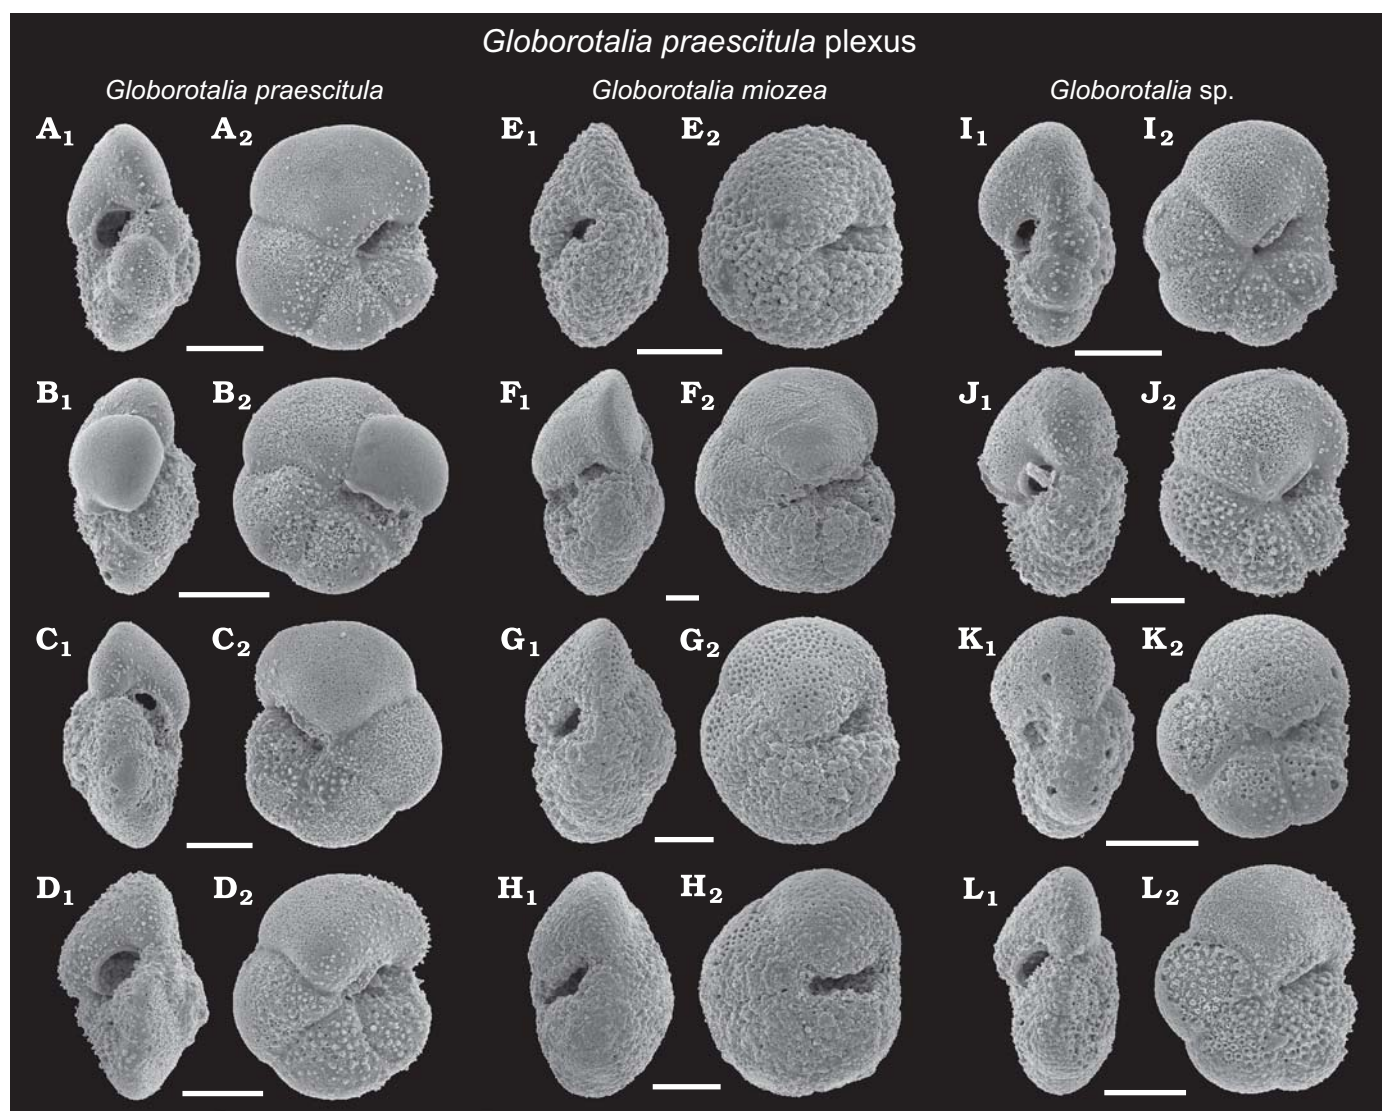 Globorotalia praescitula plexus
Globorotalia praescitula Globorotalia miozea Globorotalia sp.
A1 A2 E1 E2 I1 I2
B1 B2 F1 F2 J1 J2
C1 C2 G1 G2 K1 K2
D1 D2 H1 H2 L1 L2